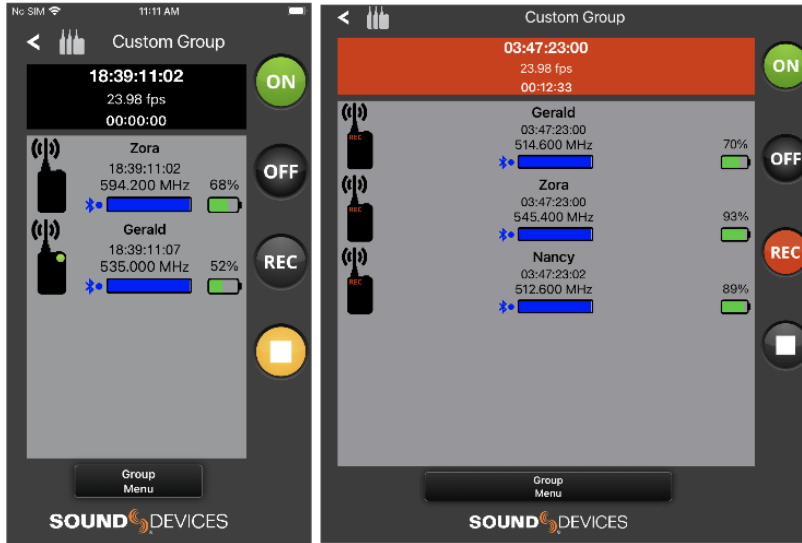 No SIM 11:11 AM
Custom Group
18:39:11:02
23.98 fps
00:00:00
ON
Zora
18:39:11:02
594.200 MHz 68%
OFF
Gerald
18:39:11:07
535.000 MHz 52%
REC
Group
Menu
SOUND DEVICES
Custom Group
03:47:23:00
23.98 fps
00:12:33
ON
Gerald
03:47:23:00
REC 514.600 MHz 70%
OFF
Zora
03:47:23:00
REC 545.400 MHz 93%
REC
Nancy
03:47:23:02
REC 512.600 MHz 89%
Group
Menu
SOUND DEVICES